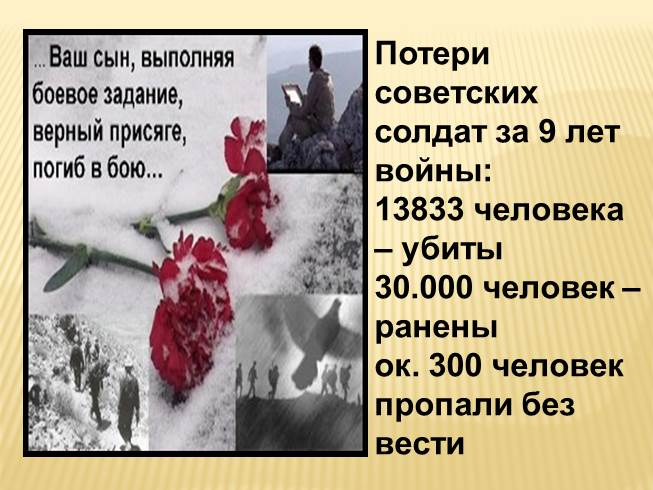 ...Ваш сын, выполняя
боевое задание,
верный присяге,
погиб в бою...
Потери
советских
солдат за 9 лет
войны:
13833 человека
– убиты
30.000 человек –
ранены
ок. 300 человек
пропали без
вести